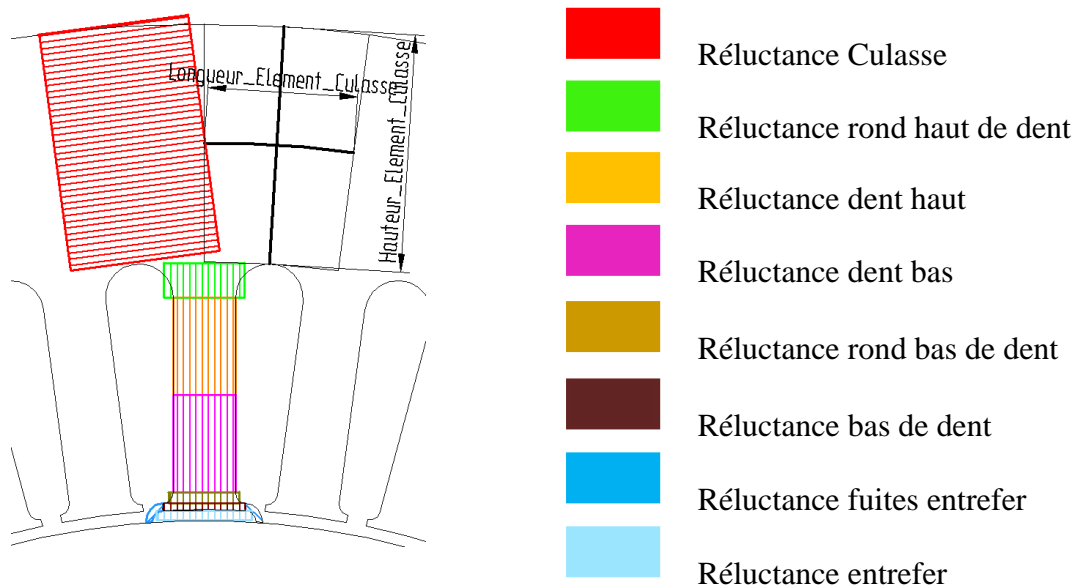 Longueur_Element_Culasse
Hauteur_Element_Culasse
Réluctance Culasse
Réluctance rond haut de dent
Réluctance dent haut
Réluctance dent bas
Réluctance rond bas de dent
Réluctance bas de dent
Réluctance fuites entrefer
Réluctance entrefer